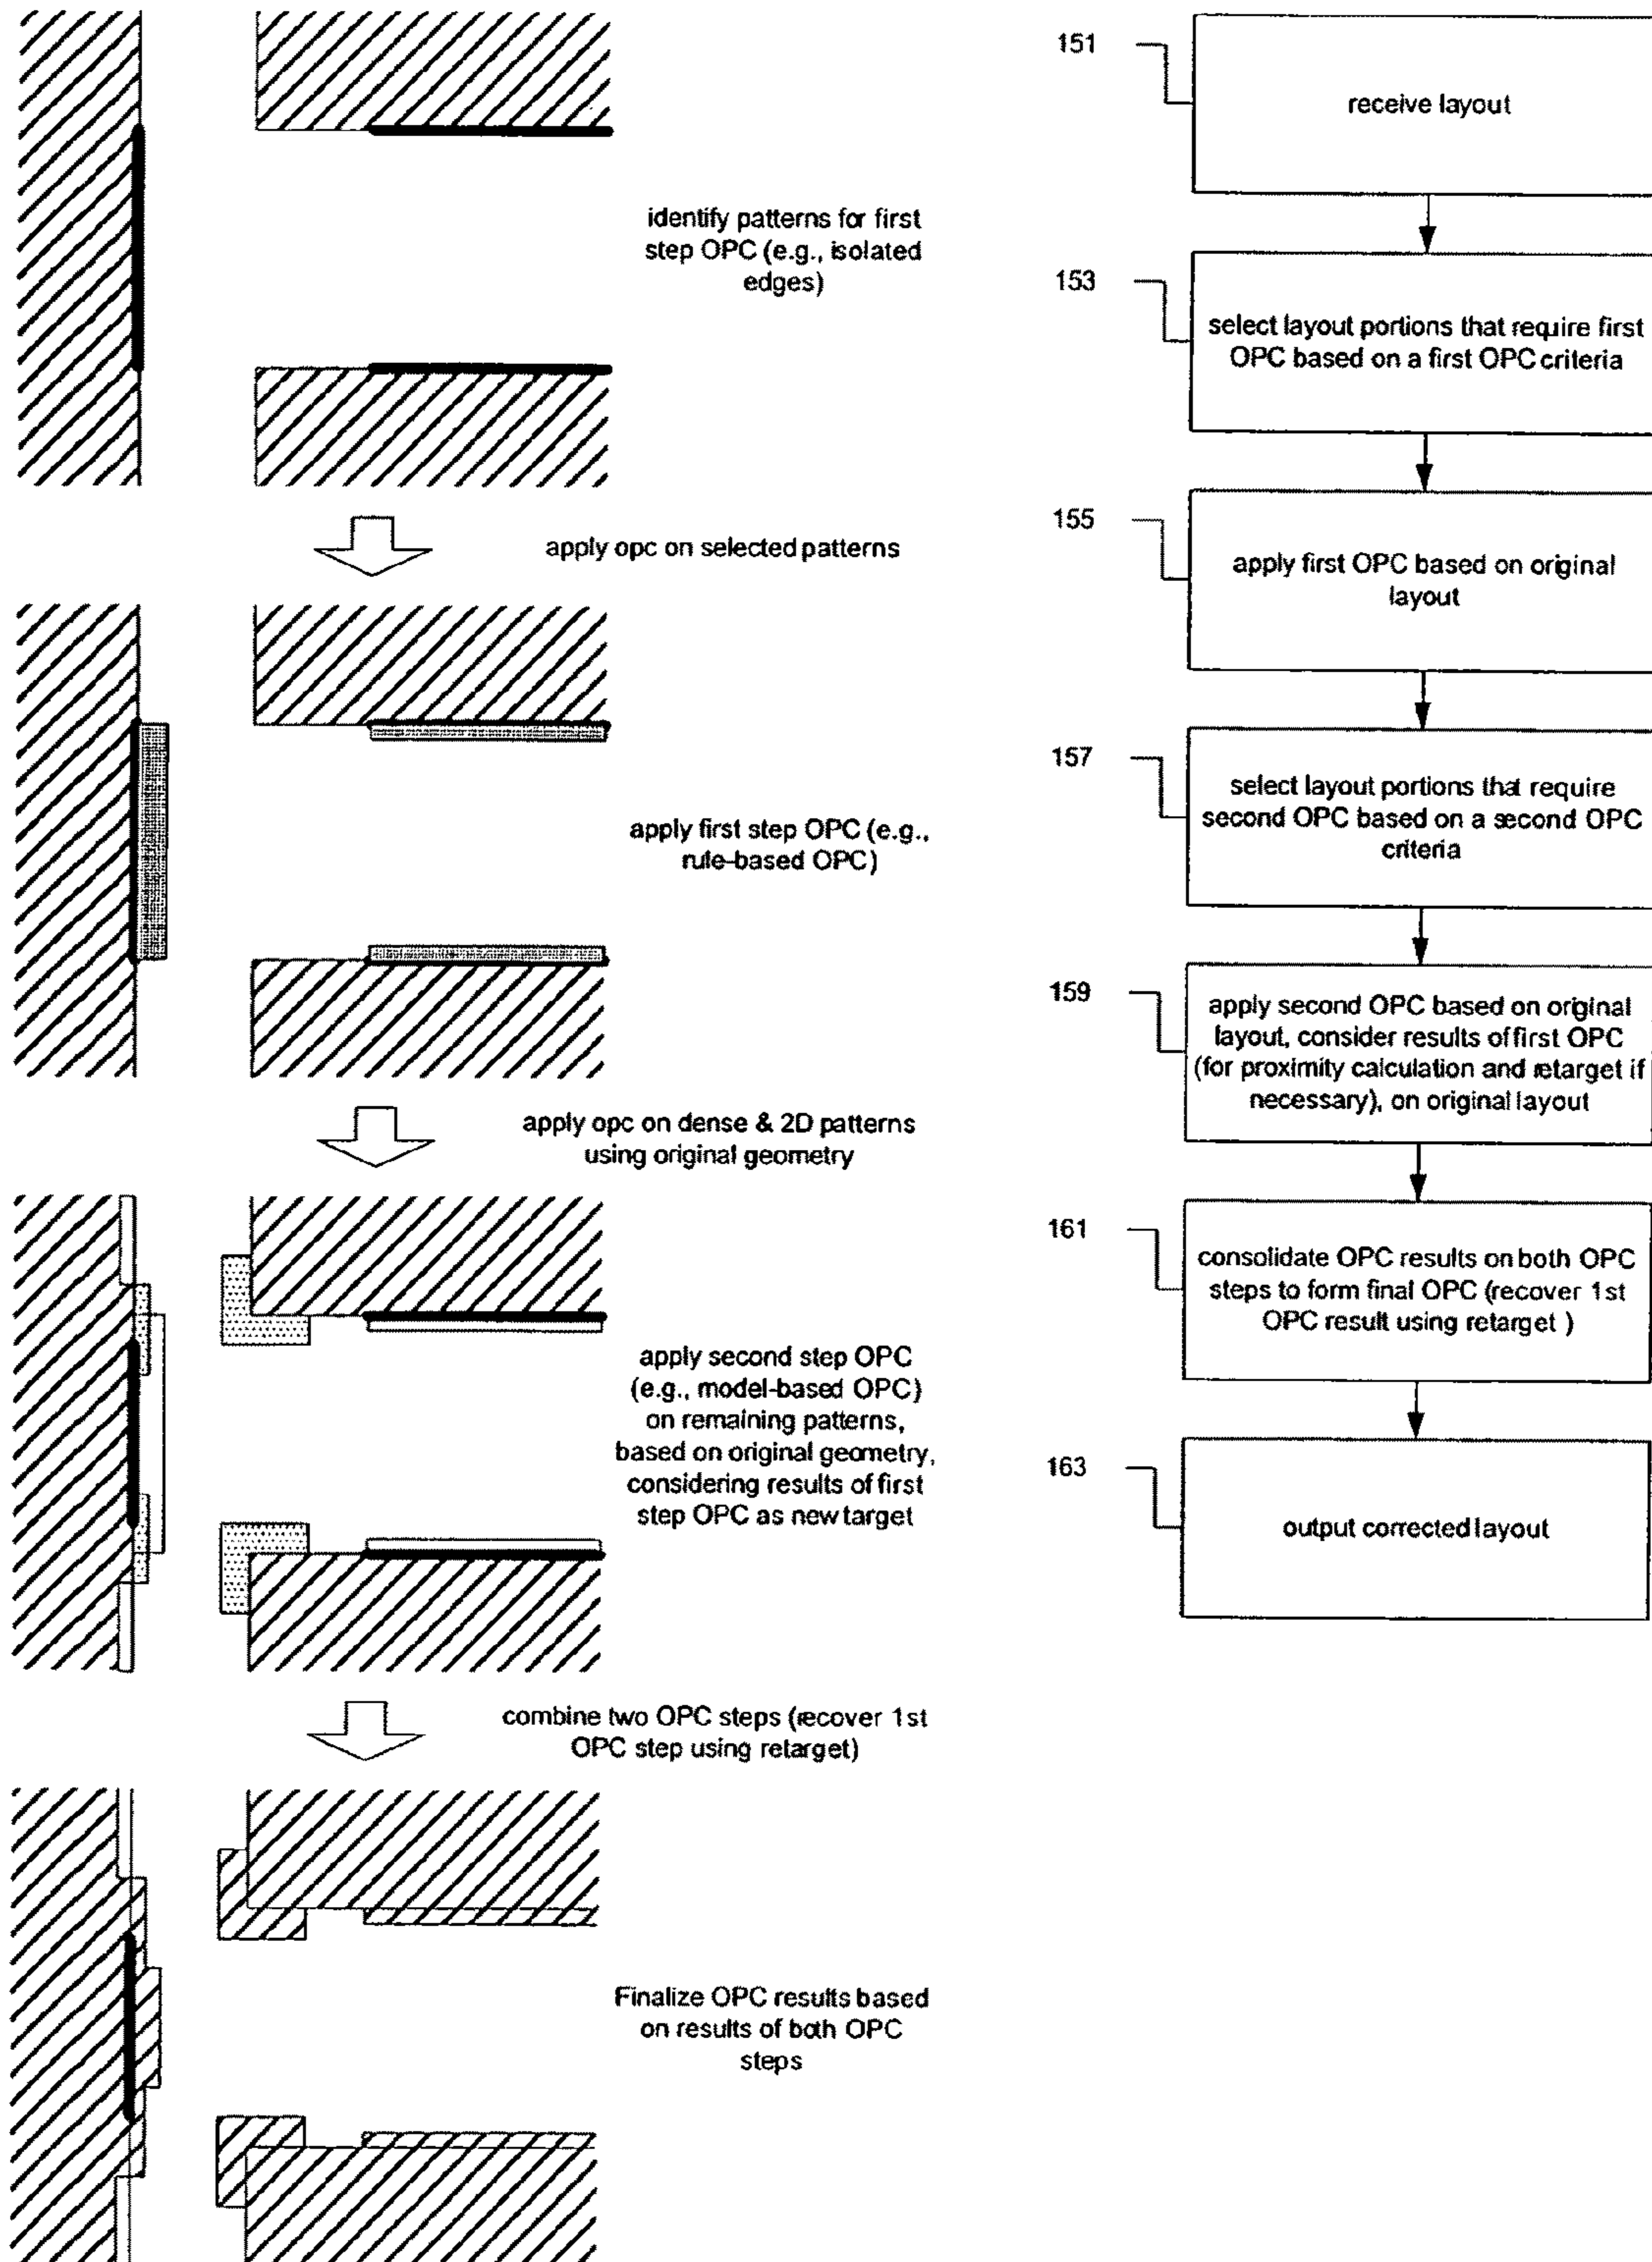 identify patterns for first
step OPC (e.g., isolated
edges)
apply opc on selected patterns
apply first step OPC (e.g.,
rule-based OPC)
apply opc on dense & 2D patterns
using original geometry
apply second step OPC
(e.g., model-based OPC)
on remaining patterns,
based on original geometry,
considering results of first
step OPC as new target
combine two OPC steps (recover 1st
OPC step using retarget)
Finalize OPC results based
on results of both OPC
steps
151
receive layout
153
select layout portions that require first
OPC based on a first OPC criteria
155
apply first OPC based on original
layout
157
select layout portions that require
second OPC based on a second OPC
criteria
159
apply second OPC based on original
layout, consider results of first OPC
(for proximity calculation and retarget if
necessary), on original layout
161
consolidate OPC results on both OPC
steps to form final OPC (recover 1st
OPC result using retarget )
163
output corrected layout